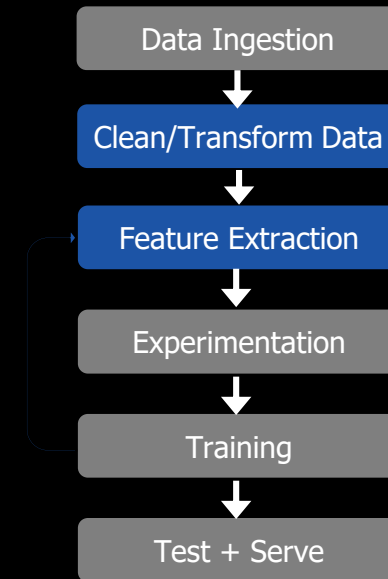 Data Ingestion
Clean/Transform Data
Feature Extraction
Experimentation
Training
Test + Serve